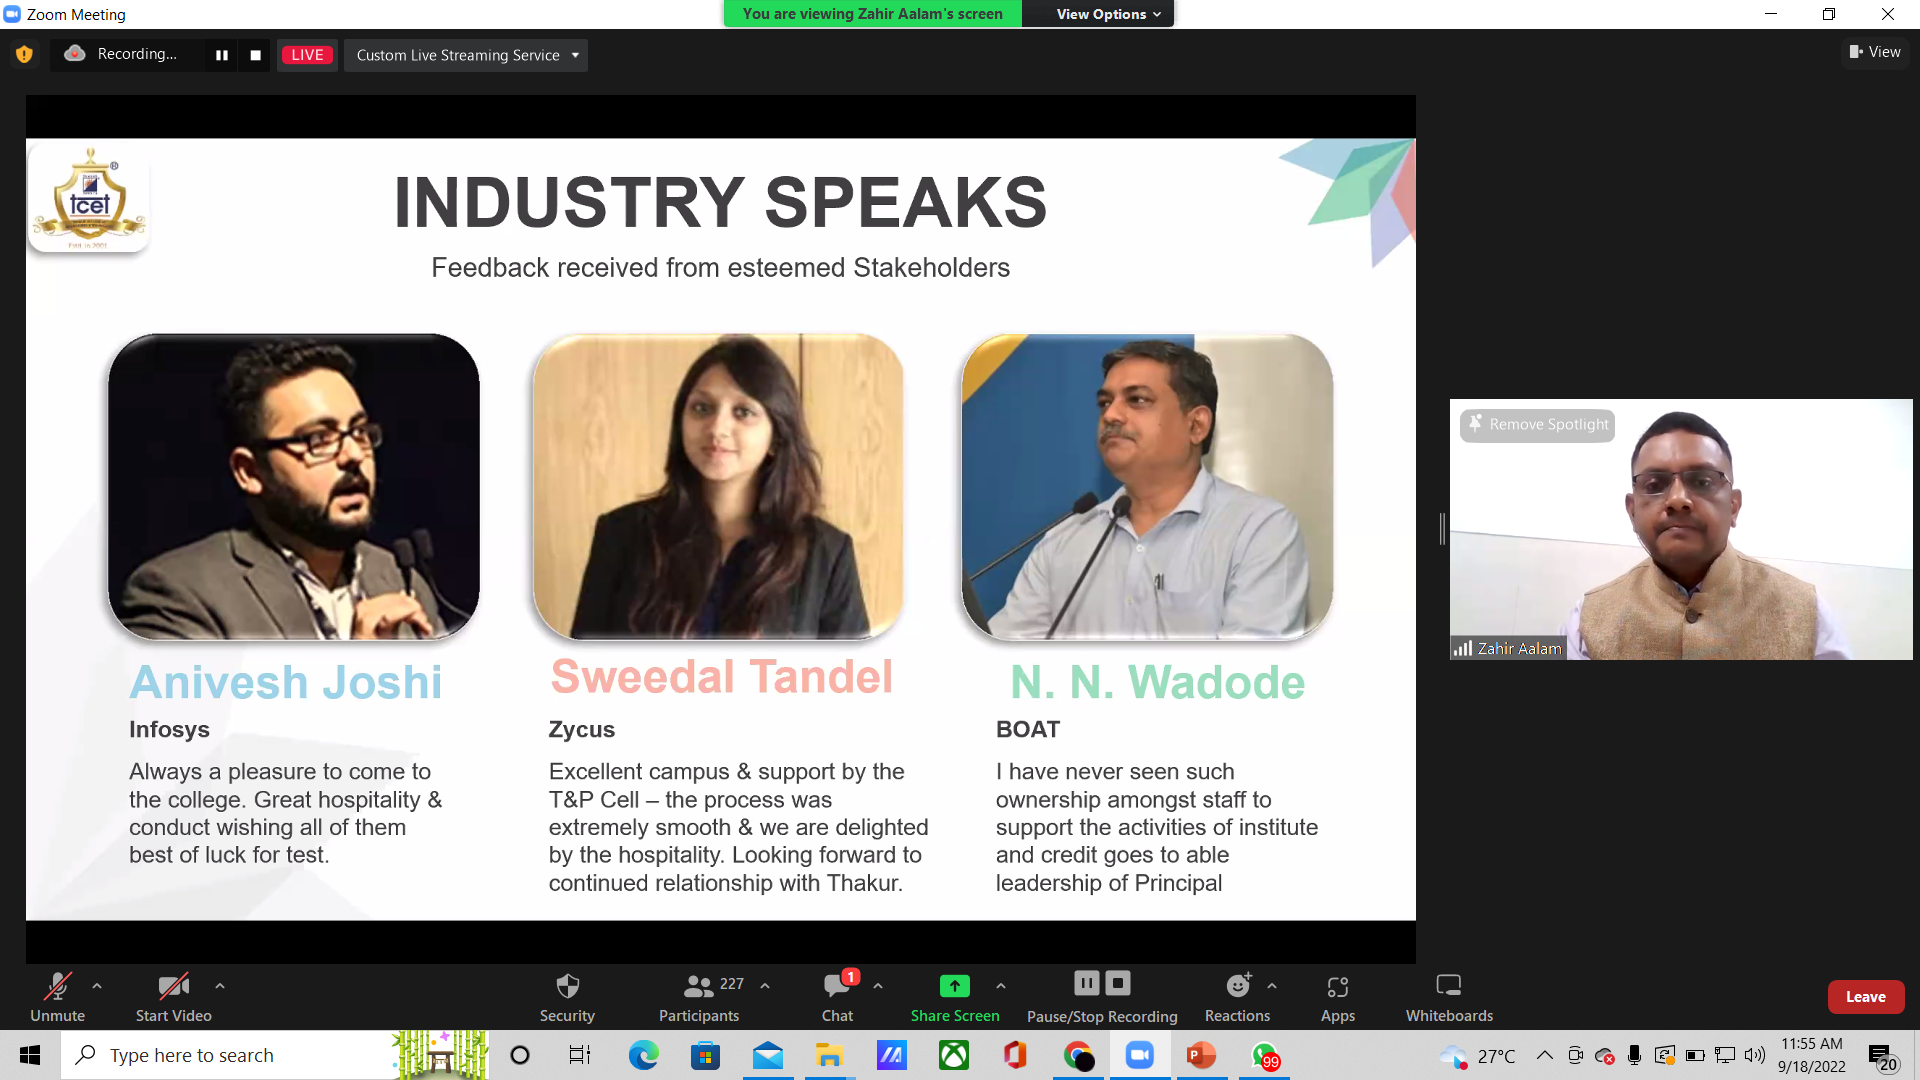 Zoom Meeting
You are viewing Zahir Aalam's screen
View Options
Recording...
LIVE
Custom Live Streaming Service
View
tcet
®
Estd. in 2001
INDUSTRY SPEAKS
Feedback received from esteemed Stakeholders
Anivesh Joshi
Infosys
Always a pleasure to come to
the college. Great hospitality &
conduct wishing all of them
best of luck for test.
Sweedal Tandel
Zycus
Excellent campus & support by the
T&P Cell – the process was
extremely smooth & we are delighted
by the hospitality. Looking forward to
continued relationship with Thakur.
N. N. Wadode
BOAT
I have never seen such
ownership amongst staff to
support the activities of institute
and credit goes to able
leadership of Principal
Remove Spotlight
Zahir Aalam
Unmute
Start Video
Security
227
Participants
1
Chat
Share Screen
Pause/Stop Recording
Reactions
Apps
Whiteboards
Leave
Type here to search
99
27°C
11:55 AM
9/18/2022
20